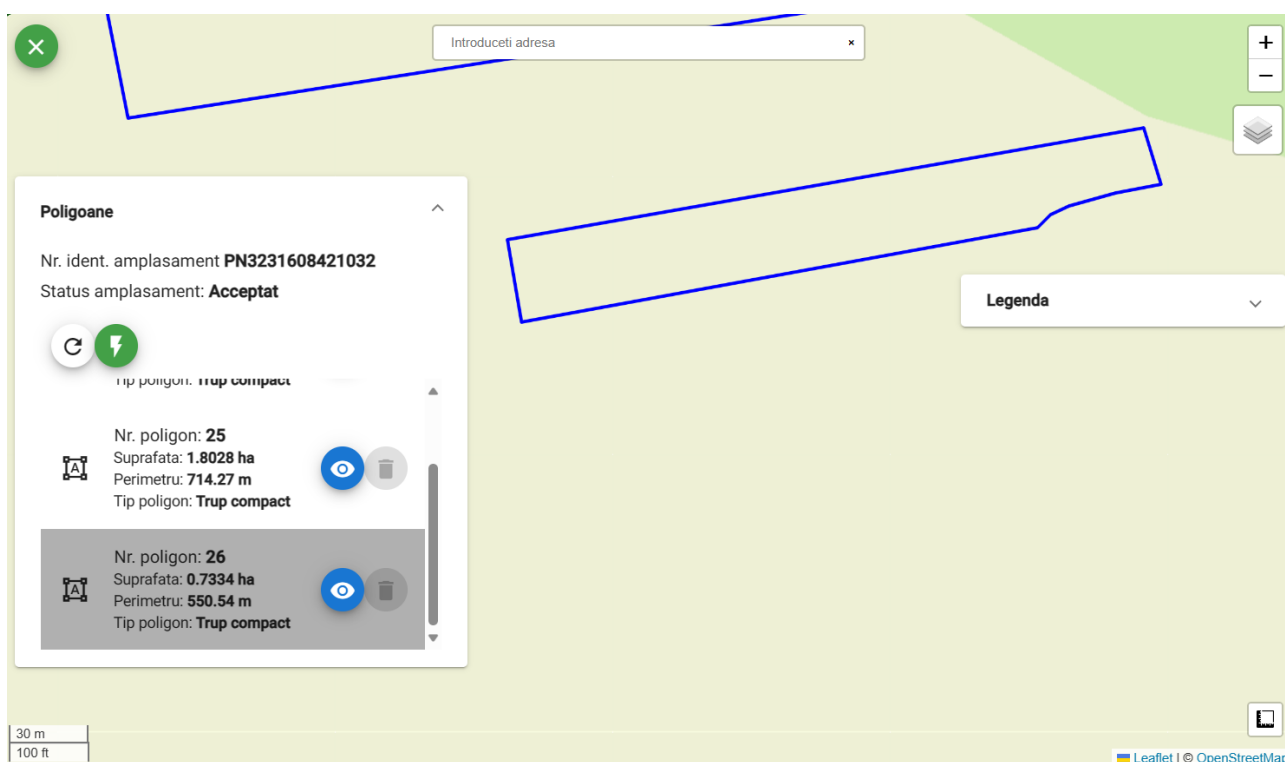 Introduceti adresa ×
+
−
Poligoane
Nr. ident. amplasament PN3231608421032
Status amplasament: Acceptat
Tip poligon: Trup compact
Nr. poligon: 25
Suprafata: 1.8028 ha
Perimetru: 714.27 m
Tip poligon: Trup compact
Nr. poligon: 26
Suprafata: 0.7334 ha
Perimetru: 550.54 m
Tip poligon: Trup compact
Legenda
30 m
100 ft
Leaflet | © OpenStreetMap